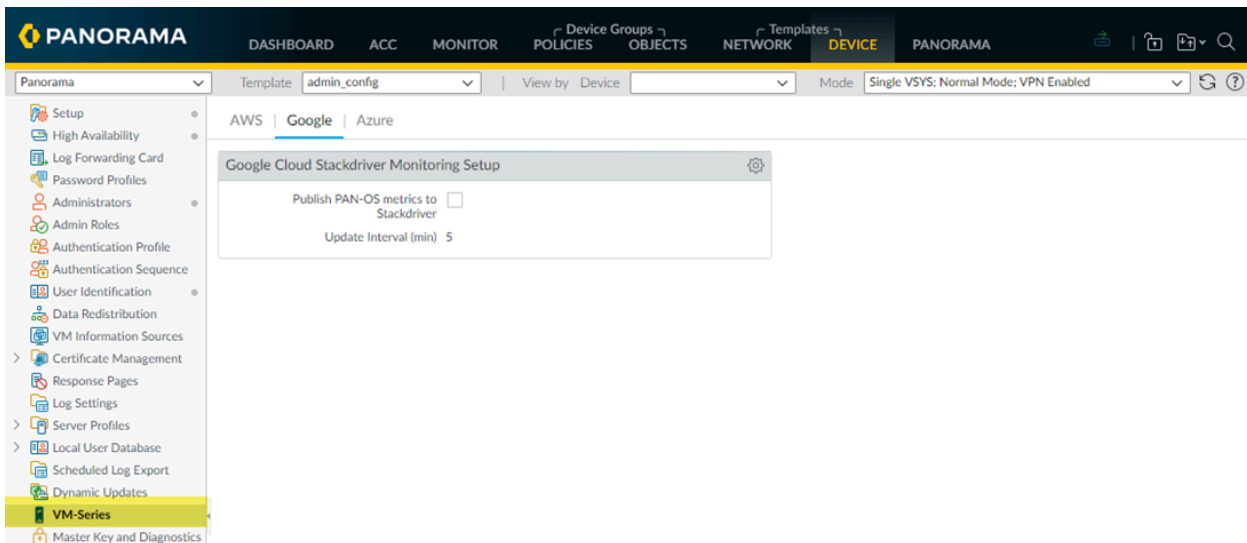 PANORAMA
Device Groups
Templates
DASHBOARD ACC MONITOR POLICIES OBJECTS NETWORK DEVICE PANORAMA
Panorama Template admin_config | View by Device Mode Single VSYS; Normal Mode; VPN Enabled
Setup
High Availability
Log Forwarding Card
Password Profiles
Administrators
Admin Roles
Authentication Profile
Authentication Sequence
User Identification
Data Redistribution
VM Information Sources
Certificate Management
Response Pages
Log Settings
Server Profiles
Local User Database
Scheduled Log Export
Dynamic Updates
VM-Series
Master Key and Diagnostics
AWS | Google | Azure
Google Cloud Stackdriver Monitoring Setup
Publish PAN-OS metrics to
Stackdriver
Update Interval (min) 5